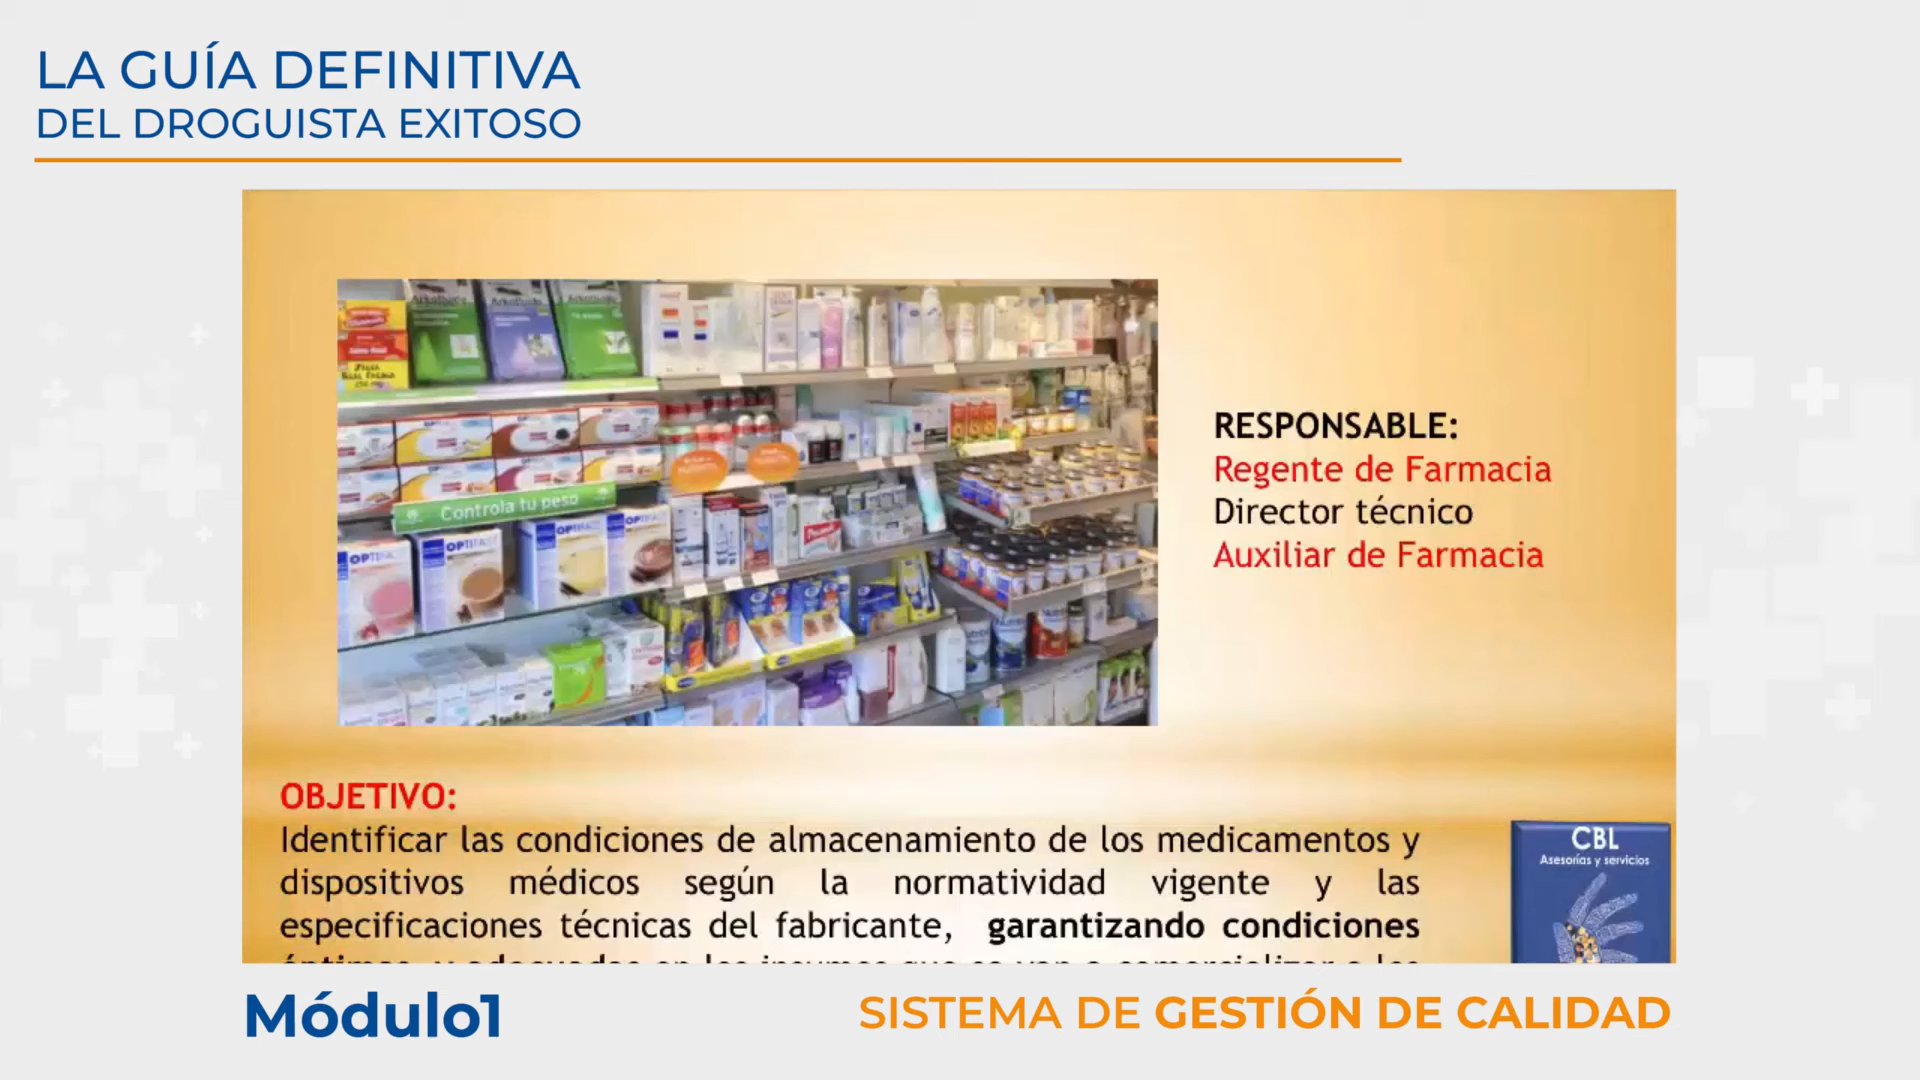 LA GUÍA DEFINITIVA
DEL DROGUISTA EXITOSO
Controla tu peso
RESPONSABLE:
Regente de Farmacia
Director técnico
Auxiliar de Farmacia
OBJETIVO:
Identificar las condiciones de almacenamiento de los medicamentos y
dispositivos médicos según la normatividad vigente y las
especificaciones técnicas del fabricante, garantizando condiciones
CBL
Asesorías y servicios
Módulo1
SISTEMA DE GESTIÓN DE CALIDAD